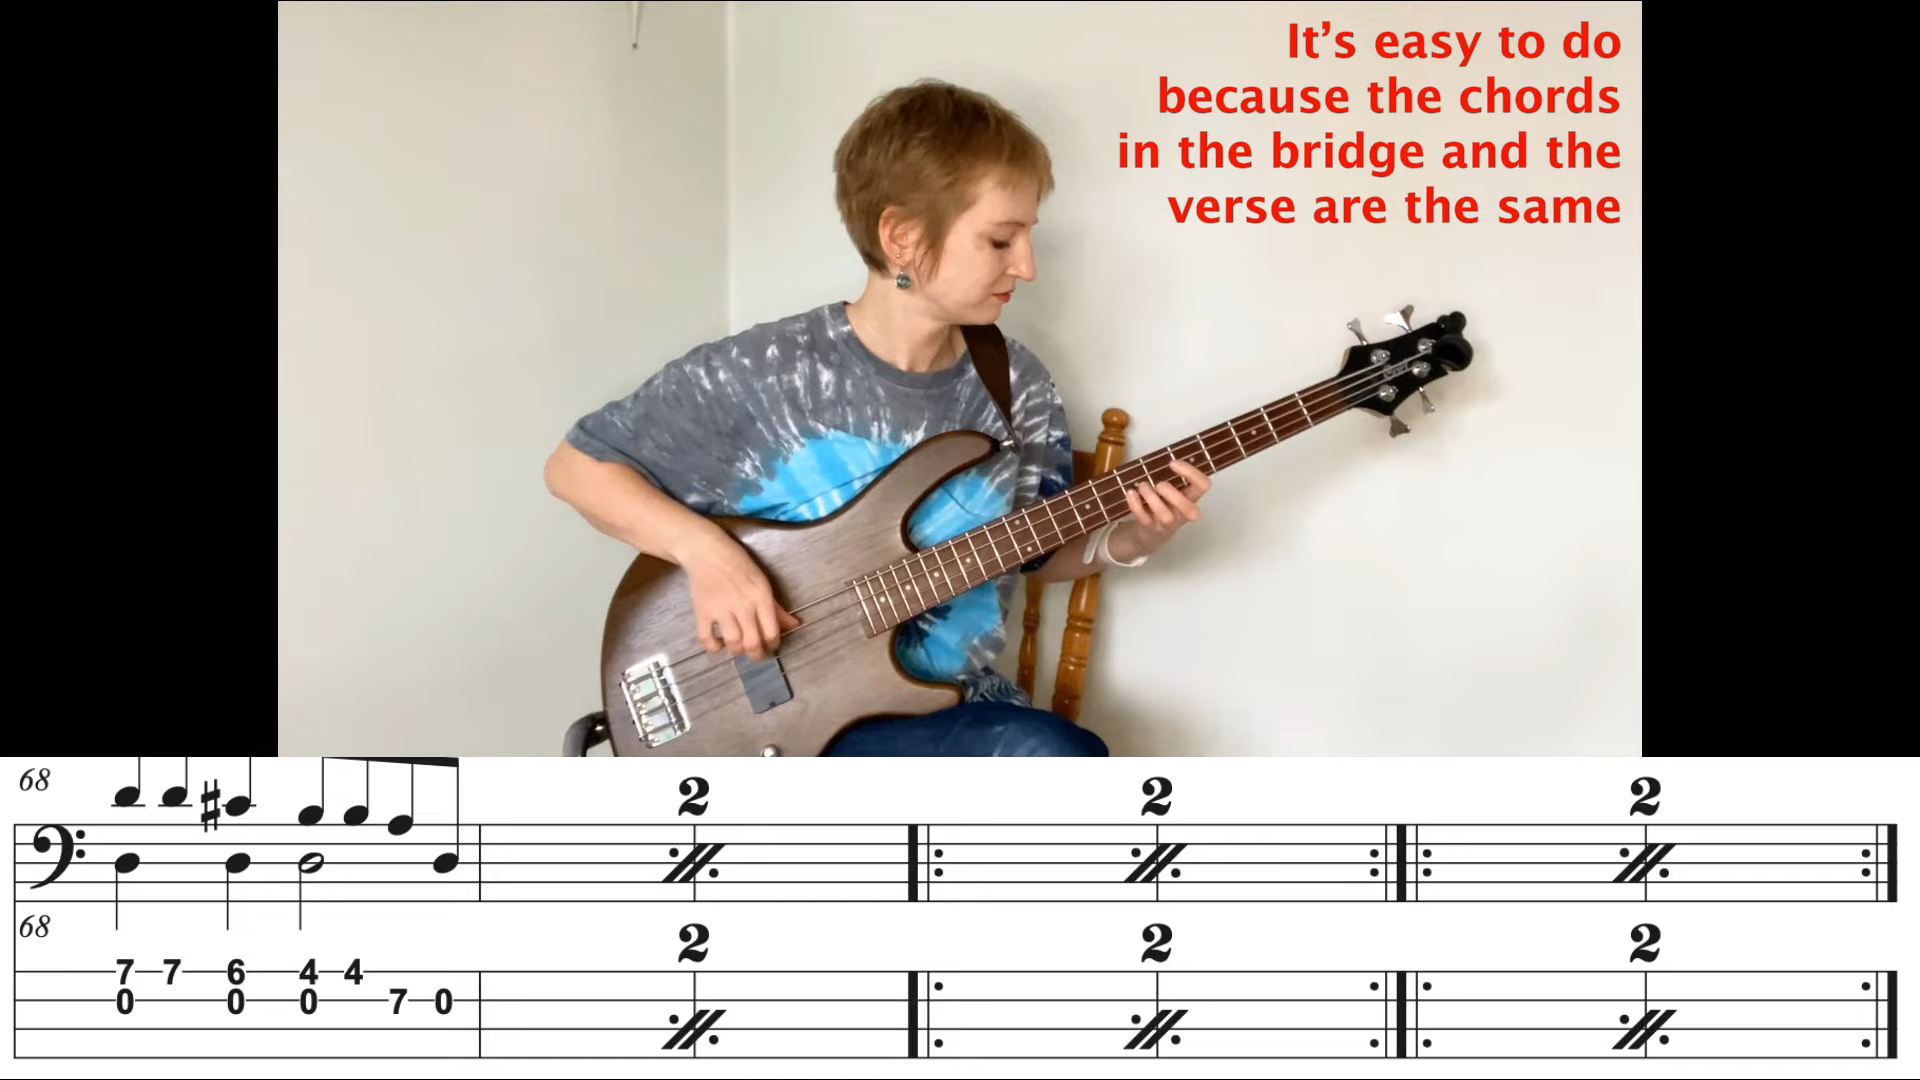 It's easy to do
because the chords
in the bridge and the
verse are the same
68
2 2 2
68
2 2 2
7 7 6 4 4
0 0 0 7 0